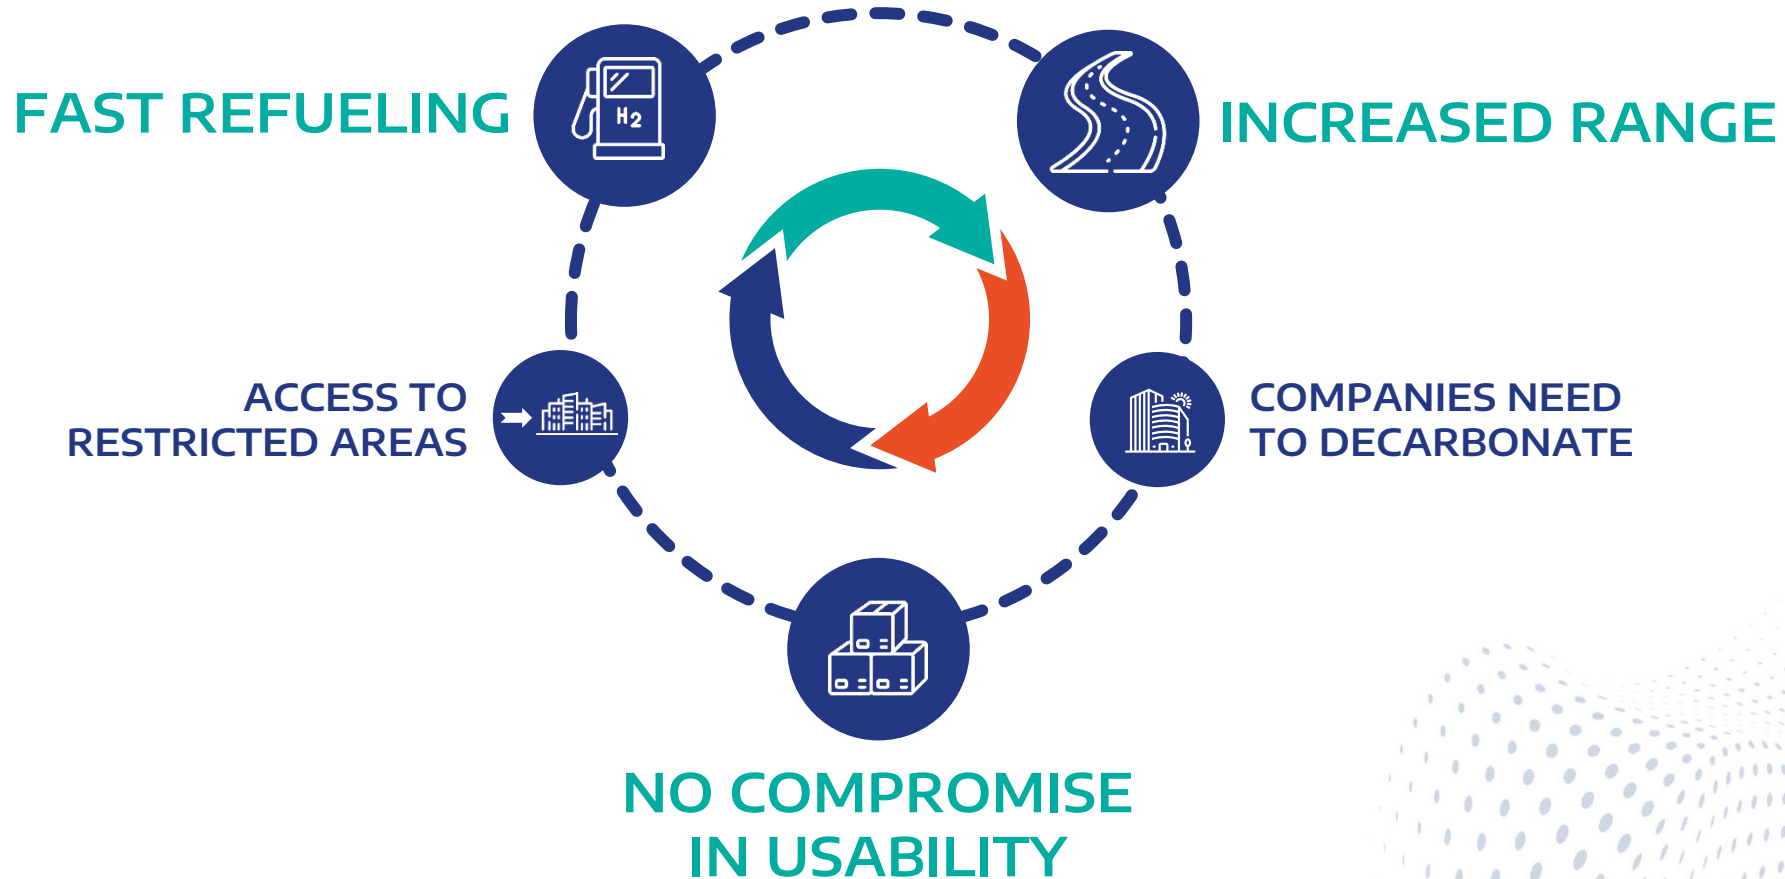 FAST REFUELING
H2
INCREASED RANGE
ACCESS TO
RESTRICTED AREAS
COMPANIES NEED
TO DECARBONATE
NO COMPROMISE
IN USABILITY